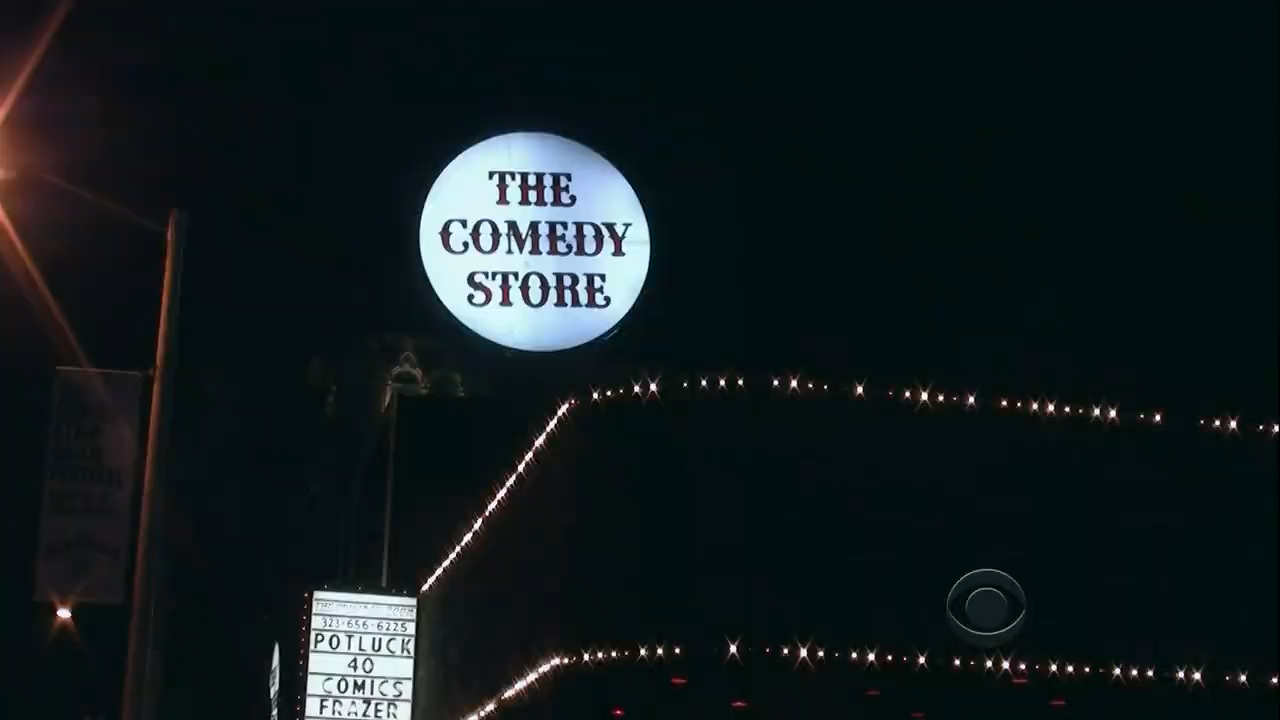 THE
COMEDY
STORE
323-656-6225
POTLUCK
40
COMICS
FRAZER